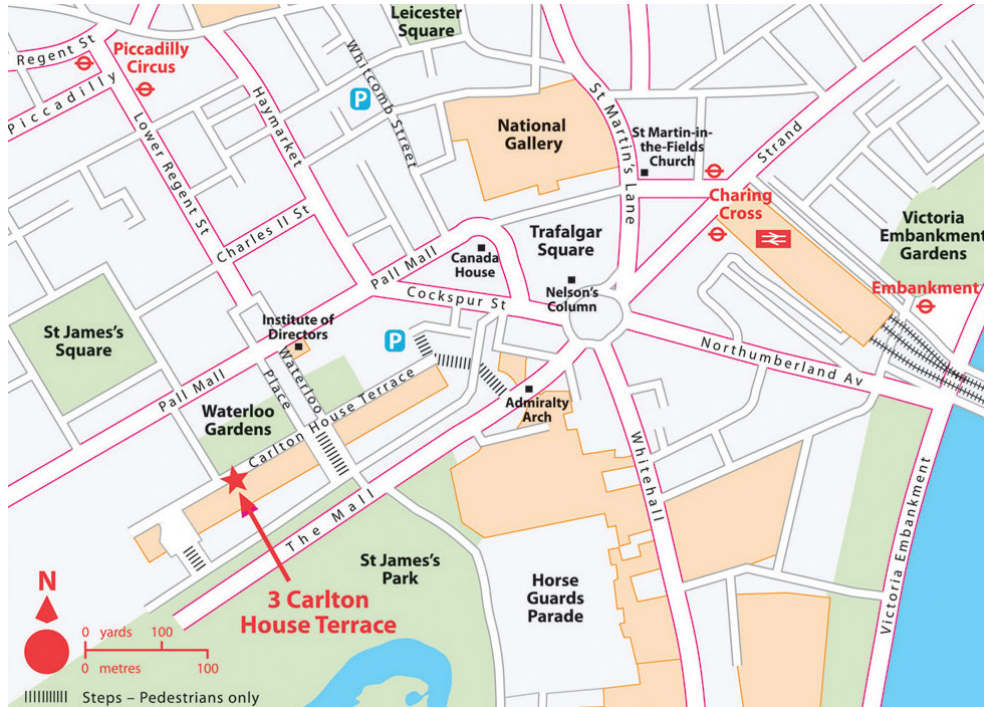 Leicester
Square
Regent St
Piccadilly
Circus
Piccadilly
Whitcomb Street
P
Haymarket
Lower Regent St
St Martin's Lane
National
Gallery
St Martin-in-
the-Fields
Church
Strand
Charing
Cross
Victoria
Embankment
Gardens
Embankment
Charles II St
Trafalgar
Square
Pall Mall
Canada
House
Nelson's
Column
Cockspur St
St James's
Square
Institute of
Directors
P
Northumberland Av
Pall Mall
Waterloo
Place
Waterloo
Gardens
Carlton House Terrace
Admiralty
Arch
Whitehall
The Mall
Victoria Embankment
St James's
Park
Horse
Guards
Parade
3 Carlton
House Terrace
N
0 yards 100
0 metres 100
Steps – Pedestrians only